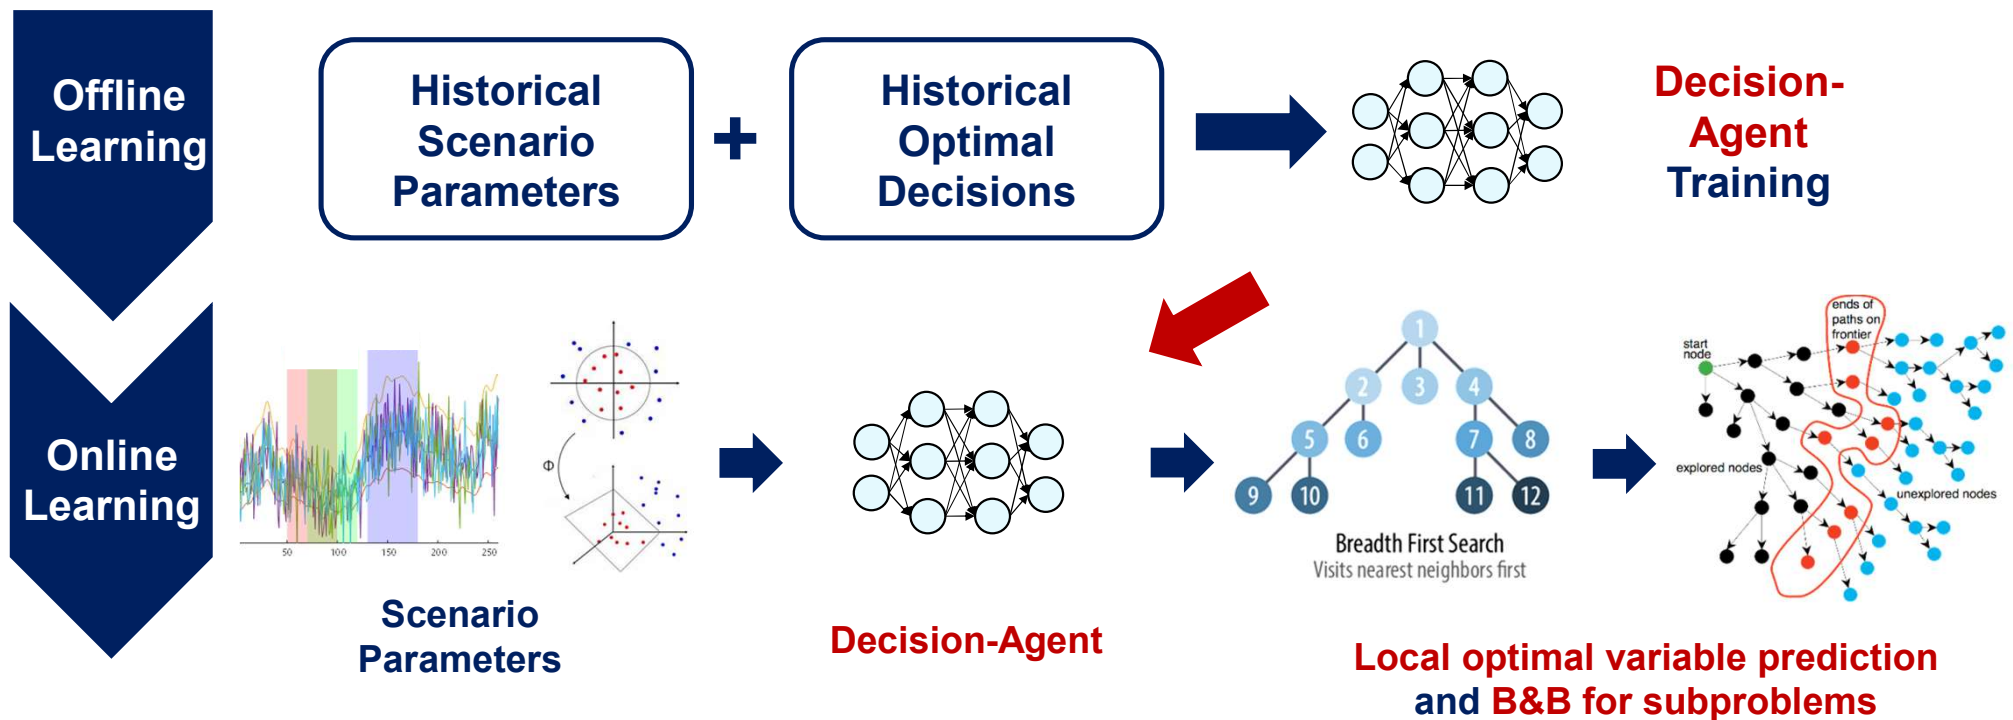 Offline
Learning
Historical
Scenario
Parameters
+
Historical
Optimal
Decisions
Decision-
Agent
Training
Online
Learning
50
100
150
200
250
Φ
Scenario
Parameters
Decision-Agent
1
2
3
4
5
6
7
8
9
10
11
12
Breadth First Search
Visits nearest neighbors first
ends of
paths on
frontier
start
node
explored nodes
unexplored nodes
Local optimal variable prediction
and B&B for subproblems